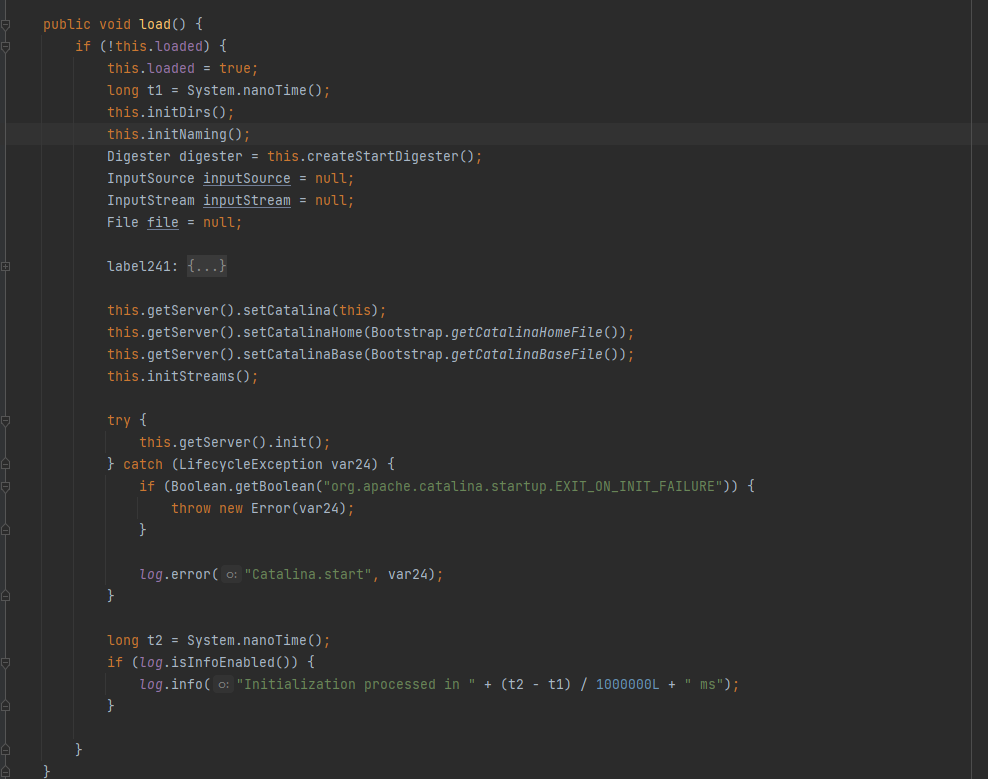 public void load() {
if (!this.loaded) {
this.loaded = true;
long t1 = System.nanoTime();
this.initDirs();
this.initNaming();
Digester digester = this.createStartDigester();
InputSource inputSource = null;
InputStream inputStream = null;
File file = null;
label241: {...}
this.getServer().setCatalina(this);
this.getServer().setCatalinaHome(Bootstrap.getCatalinaHomeFile());
this.getServer().setCatalinaBase(Bootstrap.getCatalinaBaseFile());
this.initStreams();
try {
this.getServer().init();
} catch (LifecycleException var24) {
if (Boolean.getBoolean("org.apache.catalina.startup.EXIT_ON_INIT_FAILURE")) {
throw new Error(var24);
}
log.error( o: "Catalina.start", var24);
}
long t2 = System.nanoTime();
if (log.isInfoEnabled()) {
log.info( o: "Initialization processed in " + (t2 - t1) / 1000000L + " ms");
}
}
}